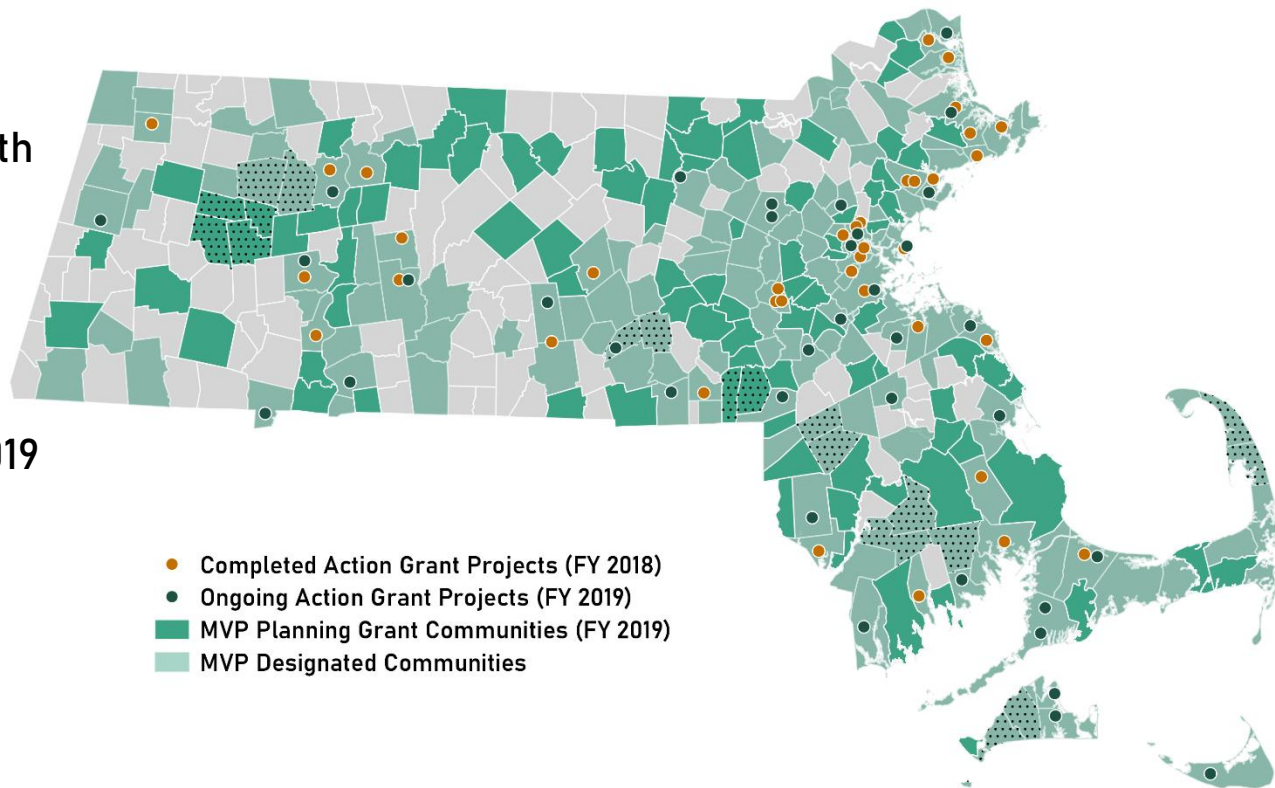 th
019
Completed Action Grant Projects (FY 2018)
Ongoing Action Grant Projects (FY 2019)
MVP Planning Grant Communities (FY 2019)
MVP Designated Communities